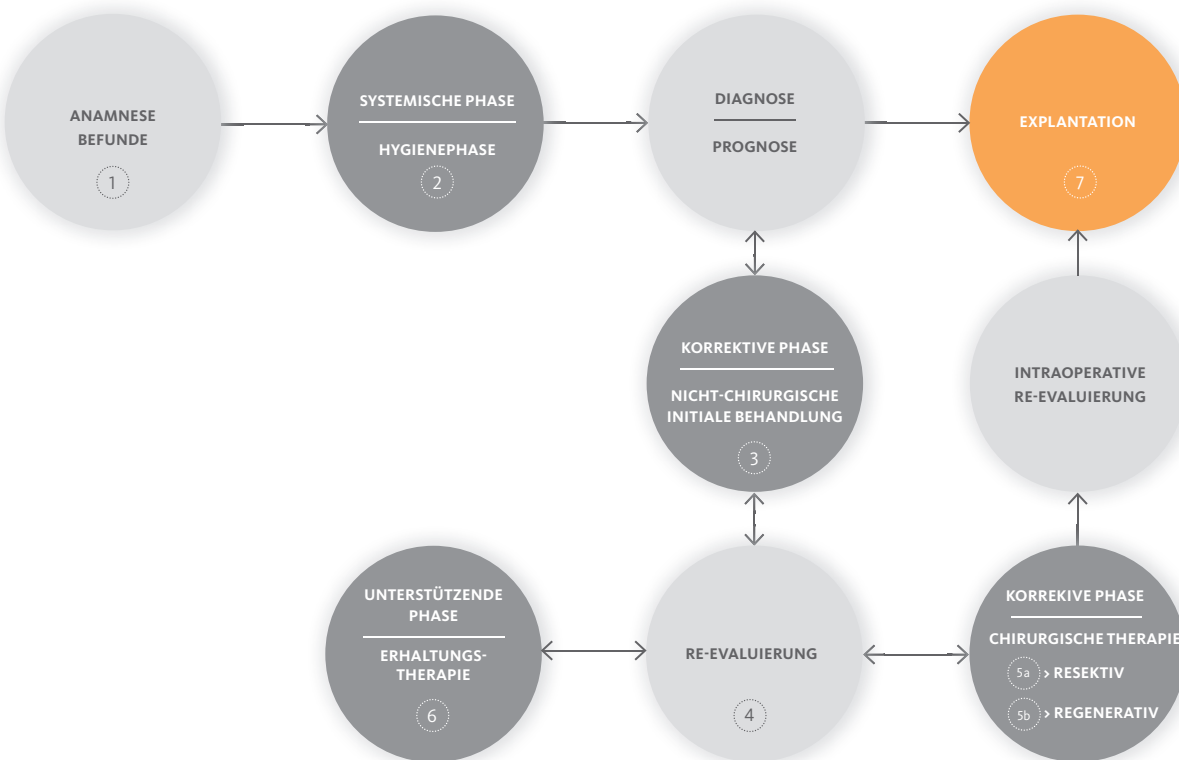 ANAMNESE
BEFUNDE
1
SYSTEMISCHE PHASE
HYGIENEPHASE
2
DIAGNOSE
PROGNOSE
EXPLANTATION
7
KORREKTIVE PHASE
NICHT-CHIRURGISCHE
INITIALE BEHANDLUNG
3
INTRAOPERATIVE
RE-EVALUIERUNG
UNTERSTÜTZENDE
PHASE
ERHALTUNGS-
THERAPIE
6
RE-EVALUIERUNG
4
KORREKIVE PHASE
CHIRURGISCHE THERAPIE
5a › RESEKTIV
5b › REGENERATIV